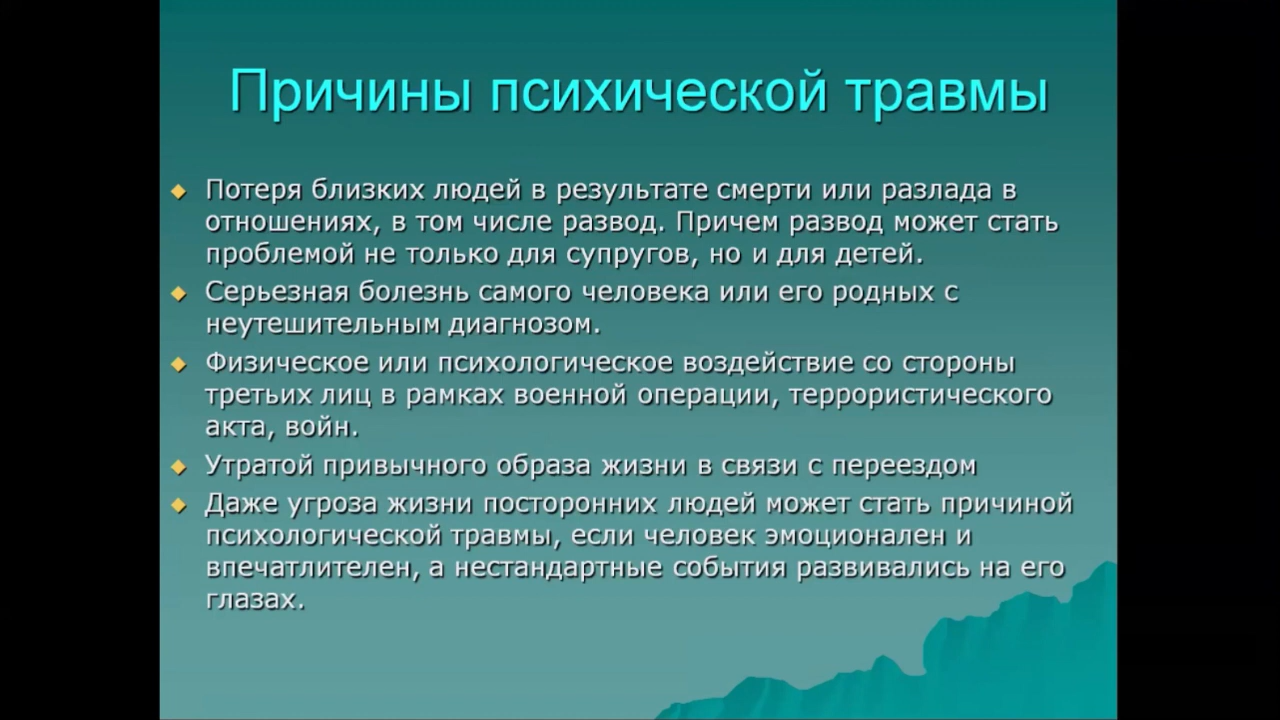 Причины психической травмы
Потеря близких людей в результате смерти или разлада в
отношениях, в том числе развод. Причем развод может стать
проблемой не только для супругов, но и для детей.
Серьезная болезнь самого человека или его родных с
неутешительным диагнозом.
Физическое или психологическое воздействие со стороны
третьих лиц в рамках военной операции, террористического
акта, войн.
Утратой привычного образа жизни в связи с переездом
Даже угроза жизни посторонних людей может стать причиной
психологической травмы, если человек эмоционален и
впечатлителен, а нестандартные события развивались на его
глазах.